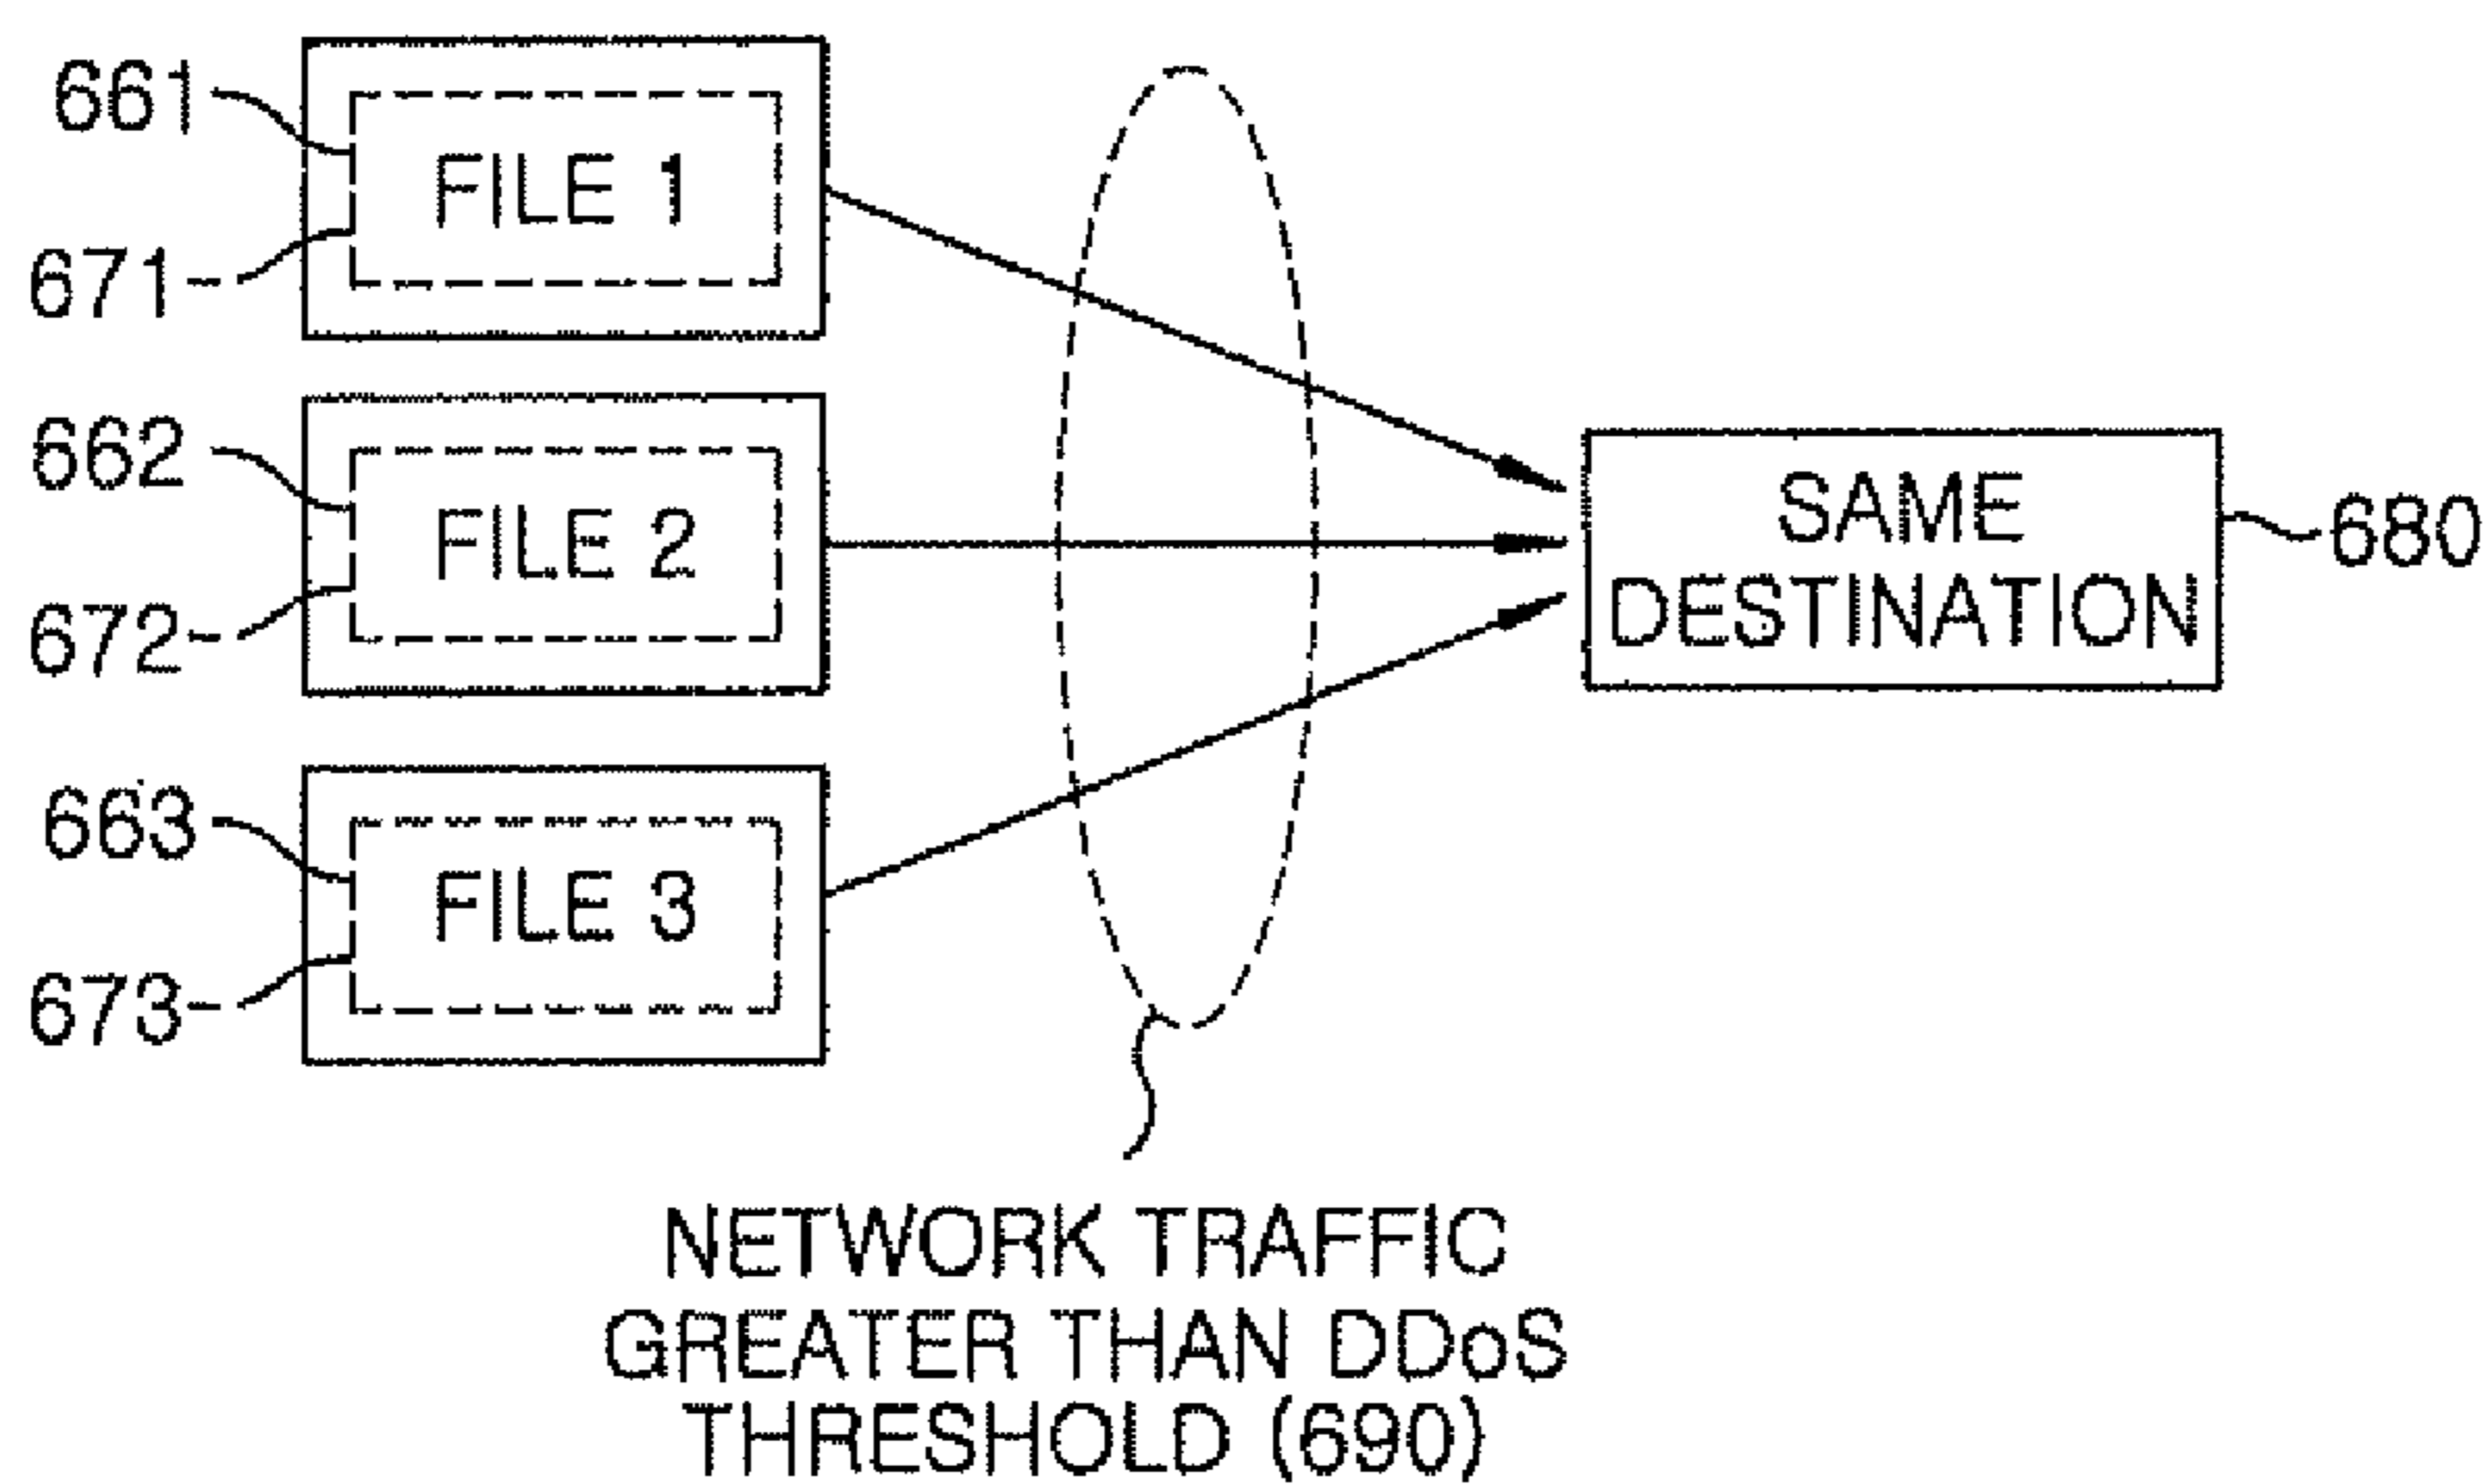 661
FILE 1
671
662
FILE 2
672
663
FILE 3
673
SAME
DESTINATION
680
NETWORK TRAFFIC
GREATER THAN DDoS
THRESHOLD (690)